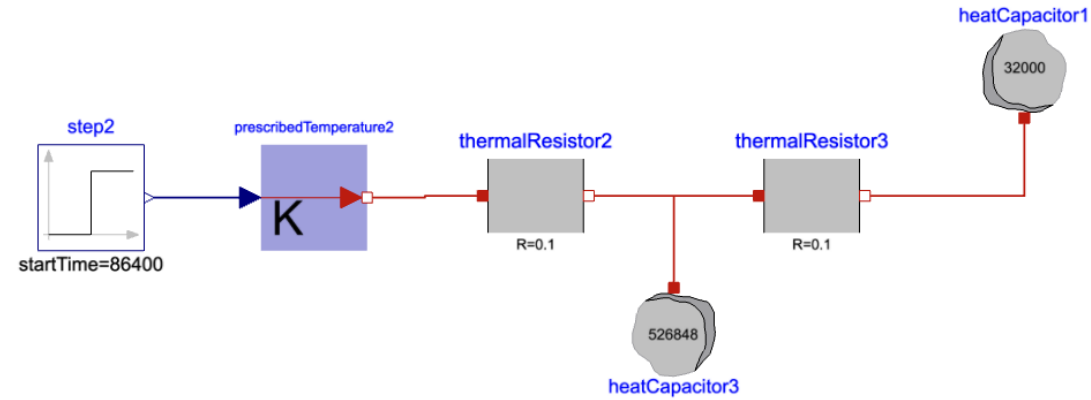 heatCapacitor1
32000
step2
prescribedTemperature2
thermalResistor2
thermalResistor3
K
R=0.1
R=0.1
startTime=86400
526848
heatCapacitor3